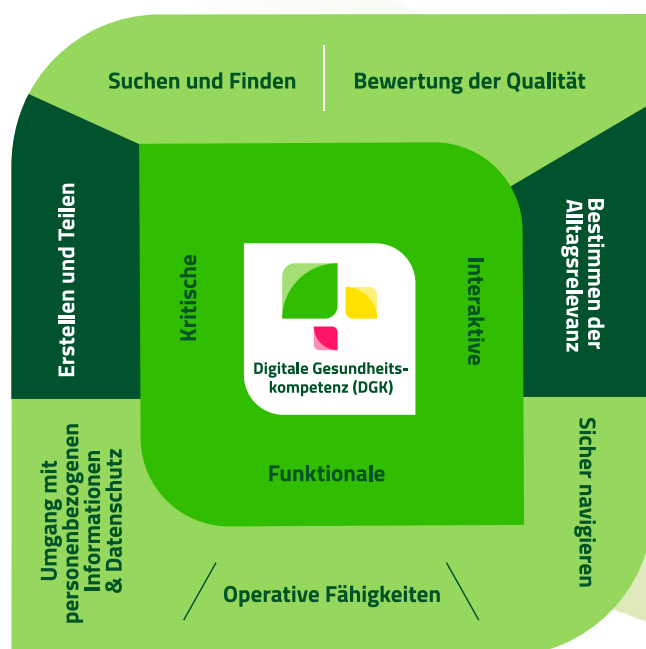 Suchen und Finden
Bewertung der Qualität
Erstellen und Teilen
Kritische
Interaktive
Bestimmen der
Alltagsrelevanz
Digitale Gesundheits-
kompetenz (DGK)
Funktionale
Umgang mit
personenbezogenen
Informationen
& Datenschutz
Operative Fähigkeiten
Sicher navigieren